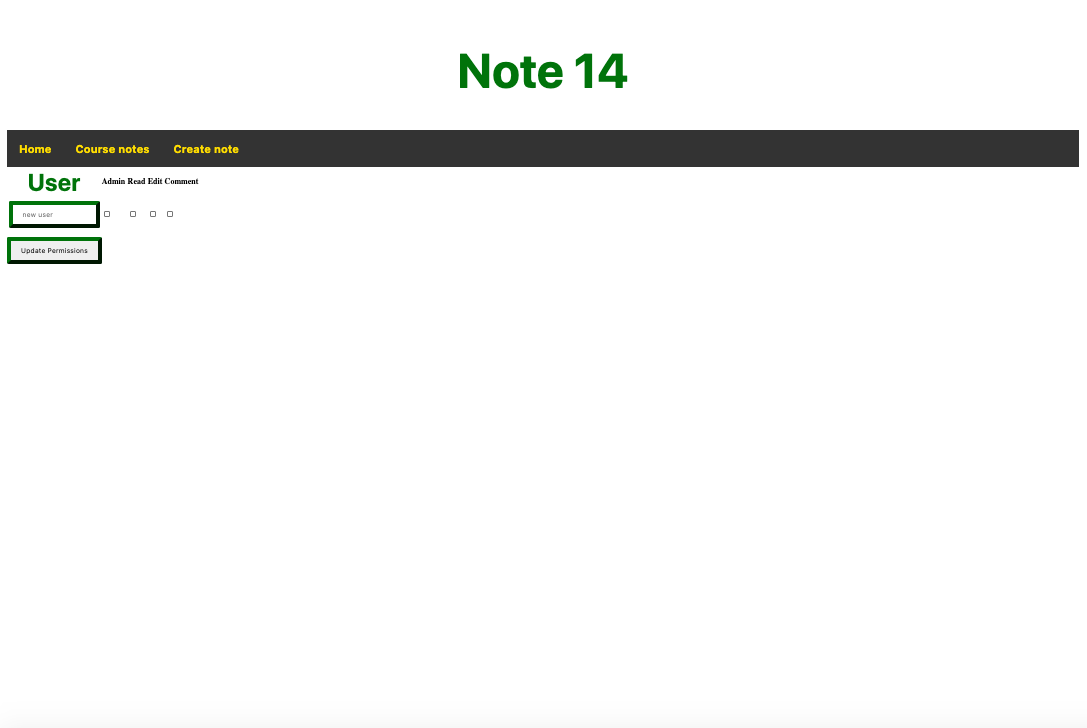 Note 14
Home Course notes Create note
User Admin Read Edit Comment
new user
Update Permissions